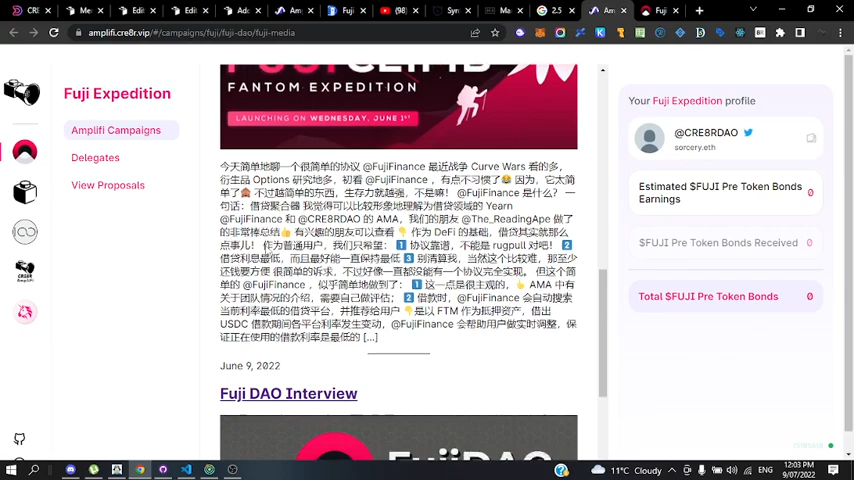 CRE
Me
Edit
Edit
Ad
Am
Fuji
(98)
Syn
Ma
2.5
Am
Fuj
amplifi.cre8r.vip/#/campaigns/fuji/fuji-dao/fuji-media
Fuji Expedition
Amplifi Campaigns
Delegates
View Proposals
FANTOM EXPEDITION
LAUNCHING ON WEDNESDAY, JUNE 1ST
今天简单地聊一个很简单的协议 @FujiFinance 最近战争 Curve Wars 看的多,
衍生品 Options 研究地多，初看 @FujiFinance ，有点不习惯了😂 因为，它太简
单了🙈 不过越简单的东西，生存力就越强，不是嘛！ @FujiFinance 是什么？ 一
句话：借贷聚合器 我觉得可以比较形象地理解为借贷领域的 Yearn
@FujiFinance 和 @CRE8RDAO 的 AMA，我们的朋友 @The_ReadingApe 做了
的非常棒总结👍 有兴趣的朋友可以查看 👇 作为 DeFi 的基础，借贷其实就那么
点事儿！ 作为普通用户，我们只希望： 1️⃣ 协议靠谱，不能是 rugpull 对吧！ 2️⃣
借贷利息最低，而且最好能一直保持最低 3️⃣ 别清算我，当然这个比较难，那至少
还钱要方便 很简单的诉求，不过好像一直都没能有一个协议完全实现。 但这个简
单的 @FujiFinance ，似乎简单地做到了： 1️⃣ 这一点是很主观的，👆 AMA 中有
关于团队情况的介绍，需要自己做评估； 2️⃣ 借款时，@FujiFinance 会自动搜索
当前利率最低的借贷平台，并推荐给用户 👇是以 FTM 作为抵押资产，借出
USDC 借款期间各平台利率发生变动，@FujiFinance 会帮助用户做实时调整，保
证正在使用的借款利率是最低的 [...]
June 9, 2022
Fuji DAO Interview
FujiDAO
Your Fuji Expedition profile
@CRE8RDAO
sorcery.eth
Estimated $FUJI Pre Token Bonds 0
Earnings
$FUJI Pre Token Bonds Received 0
Total $FUJI Pre Token Bonds 0
11°C Cloudy
ENG
12:03 PM
9/07/2022